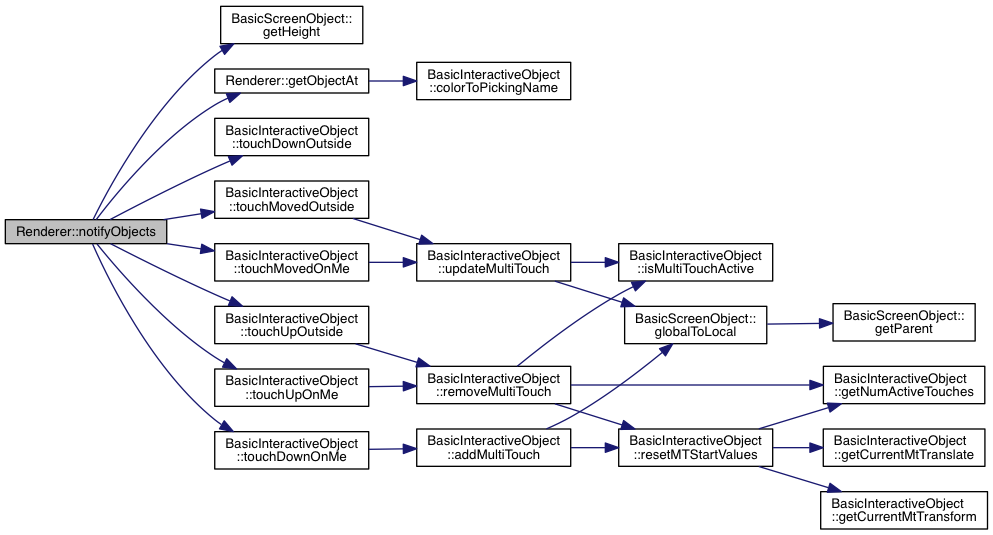 BasicScreenObject::
getHeight
Renderer::getObjectAt
BasicInteractiveObject
::colorToPickingName
BasicInteractiveObject
::touchDownOutside
BasicInteractiveObject
::touchMovedOutside
Renderer::notifyObjects
BasicInteractiveObject
::touchMovedOnMe
BasicInteractiveObject
::updateMultiTouch
BasicInteractiveObject
::isMultiTouchActive
BasicInteractiveObject
::touchUpOutside
BasicScreenObject::
globalToLocal
BasicScreenObject::
getParent
BasicInteractiveObject
::touchUpOnMe
BasicInteractiveObject
::removeMultiTouch
BasicInteractiveObject
::getNumActiveTouches
BasicInteractiveObject
::touchDownOnMe
BasicInteractiveObject
::addMultiTouch
BasicInteractiveObject
::resetMTStartValues
BasicInteractiveObject
::getCurrentMtTranslate
BasicInteractiveObject
::getCurrentMtTransform